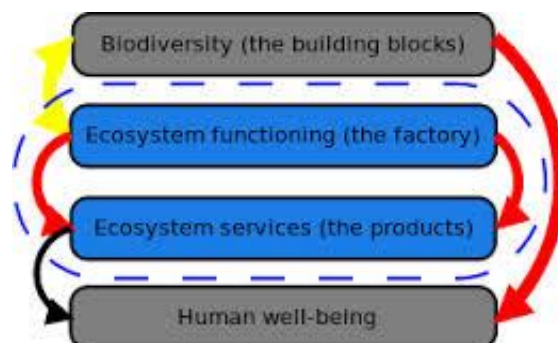 Biodiversity (the building blocks)
Ecosystem functioning (the factory)
Ecosystem services (the products)
Human well-being